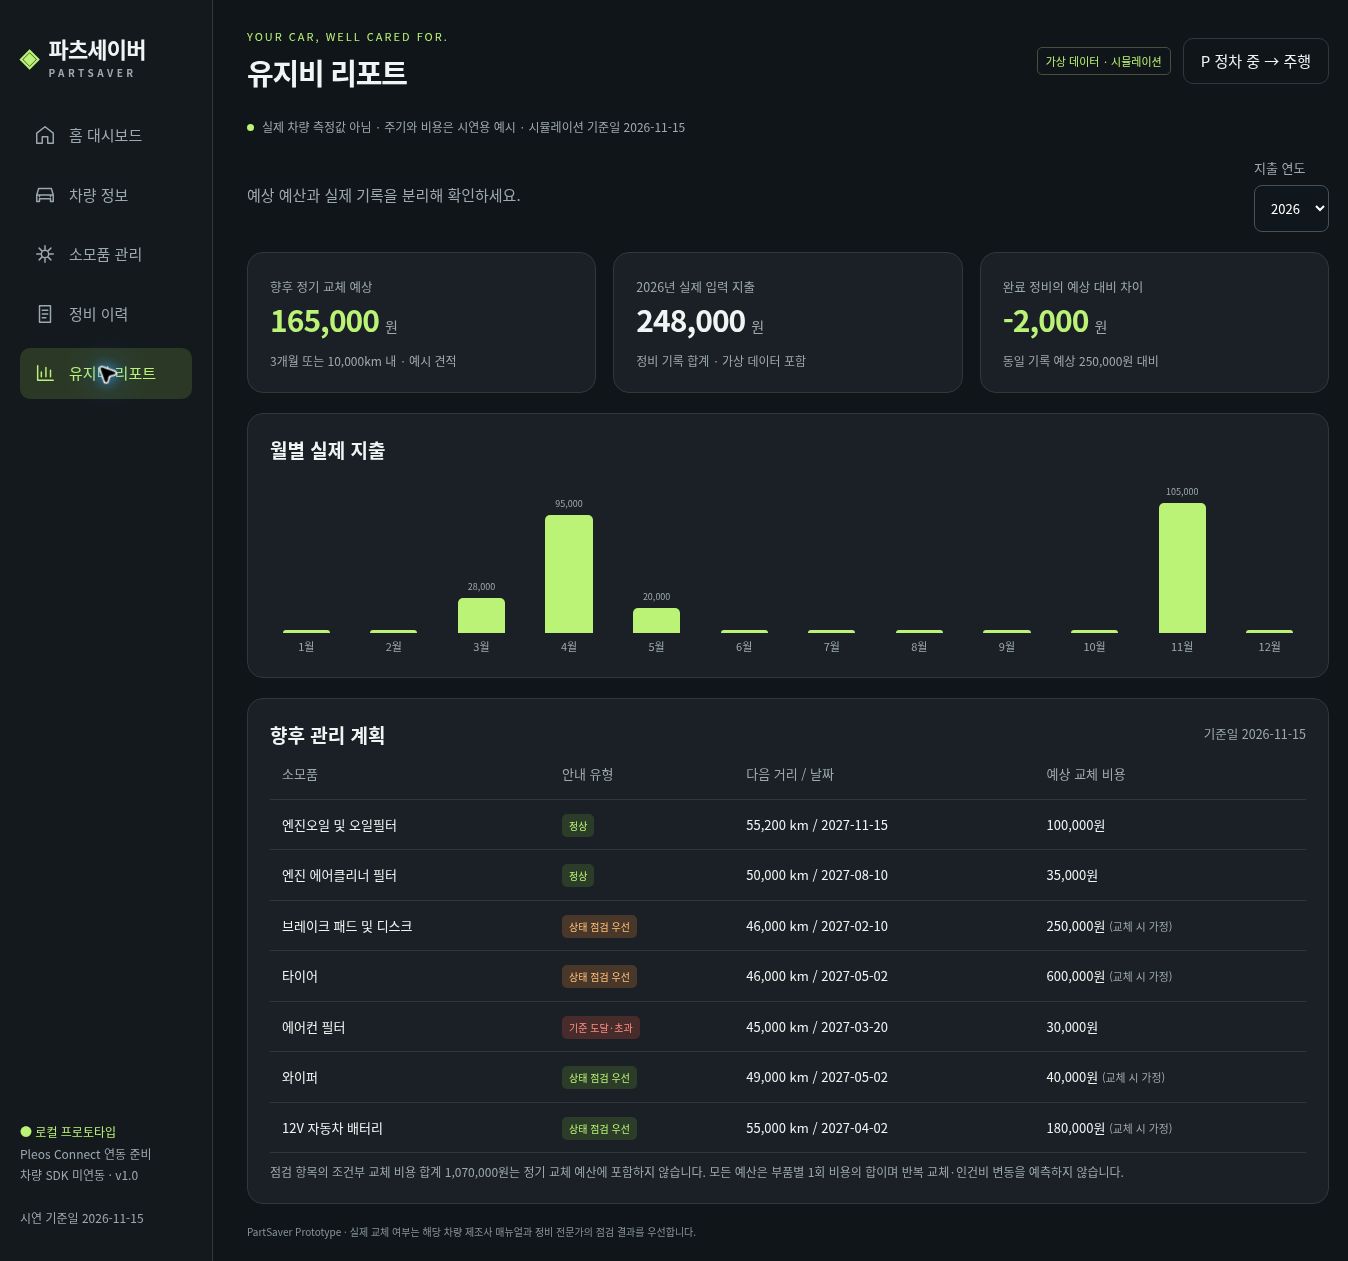 파츠세이버
PARTSAVER
홈 대시보드
차량 정보
소모품 관리
정비 이력
유지 리포트
● 로컬 프로토타입
Pleos Connect 연동 준비
차량 SDK 미연동 · v1.0
시연 기준일 2026-11-15
YOUR CAR, WELL CARED FOR.
유지비 리포트
가상 데이터 · 시뮬레이션
P 정차 중 → 주행
실제 차량 측정값 아님 · 주기와 비용은 시연용 예시 · 시뮬레이션 기준일 2026-11-15
예상 예산과 실제 기록을 분리해 확인하세요.
지출 연도
2026
향후 정기 교체 예상
165,000 원
3개월 또는 10,000km 내 · 예시 견적
2026년 실제 입력 지출
248,000 원
정비 기록 합계 · 가상 데이터 포함
완료 정비의 예상 대비 차이
-2,000 원
동일 기록 예상 250,000원 대비
월별 실제 지출
28,000
95,000
20,000
105,000
1월 2월 3월 4월 5월 6월 7월 8월 9월 10월 11월 12월
향후 관리 계획
기준일 2026-11-15
소모품 안내 유형 다음 거리 / 날짜 예상 교체 비용
엔진오일 및 오일필터 정상 55,200 km / 2027-11-15 100,000원
엔진 에어클리너 필터 정상 50,000 km / 2027-08-10 35,000원
브레이크 패드 및 디스크 상태 점검 우선 46,000 km / 2027-02-10 250,000원 (교체 시 가정)
타이어 상태 점검 우선 46,000 km / 2027-05-02 600,000원 (교체 시 가정)
에어컨 필터 기준 도달·초과 45,000 km / 2027-03-20 30,000원
와이퍼 상태 점검 우선 49,000 km / 2027-05-02 40,000원 (교체 시 가정)
12V 자동차 배터리 상태 점검 우선 55,000 km / 2027-04-02 180,000원 (교체 시 가정)
점검 항목의 조건부 교체 비용 합계 1,070,000원는 정기 교체 예산에 포함하지 않습니다. 모든 예산은 부품별 1회 비용의 합이며 반복 교체·인건비 변동을 예측하지 않습니다.
PartSaver Prototype · 실제 교체 여부는 해당 차량 제조사 매뉴얼과 정비 전문가의 점검 결과를 우선합니다.